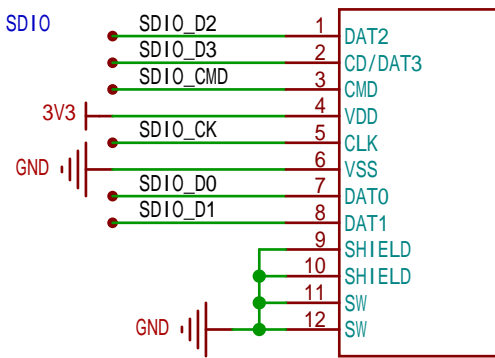 SDIO
SDIO_D2 1 DAT2
SDIO_D3 2 CD/DAT3
SDIO_CMD 3 CMD
3V3 4 VDD
SDIO_CK 5 CLK
GND 6 VSS
SDIO_D0 7 DAT0
SDIO_D1 8 DAT1
9 SHIELD
10 SHIELD
11 SW
GND 12 SW